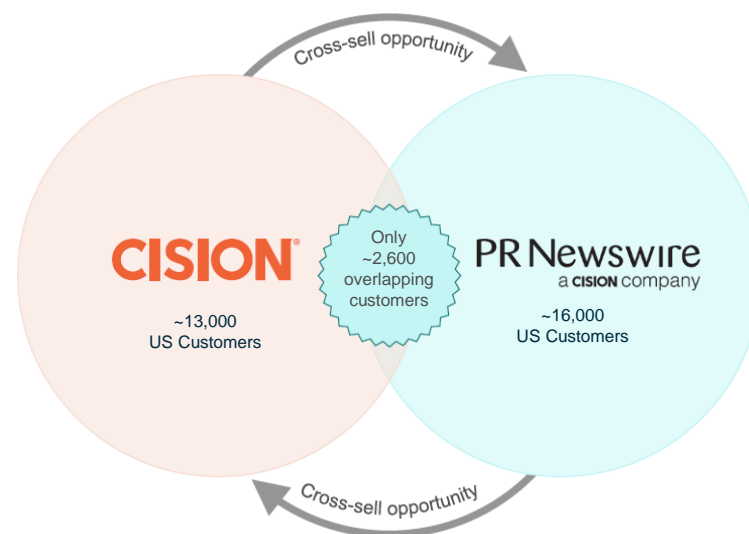 Cross-sell opportunity
CISION®
~13,000
US Customers
Only
~2,600
overlapping
customers
PR Newswire
a CISION company
~16,000
US Customers
Cross-sell opportunity